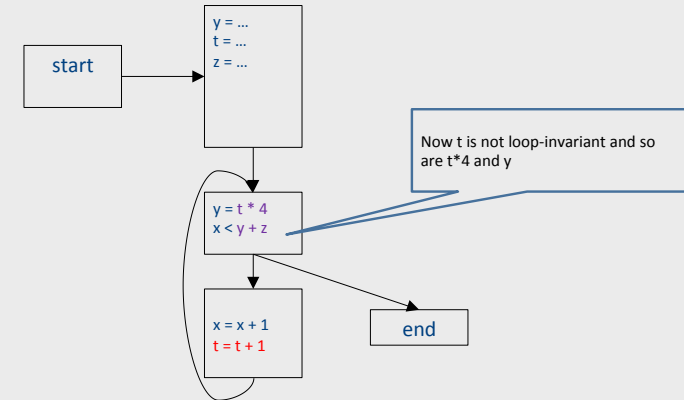 y = ...
t = ...
z = ...
start
Now t is not loop-invariant and so
are t*4 and y
y = t * 4
x < y + z
x = x + 1
t = t + 1
end